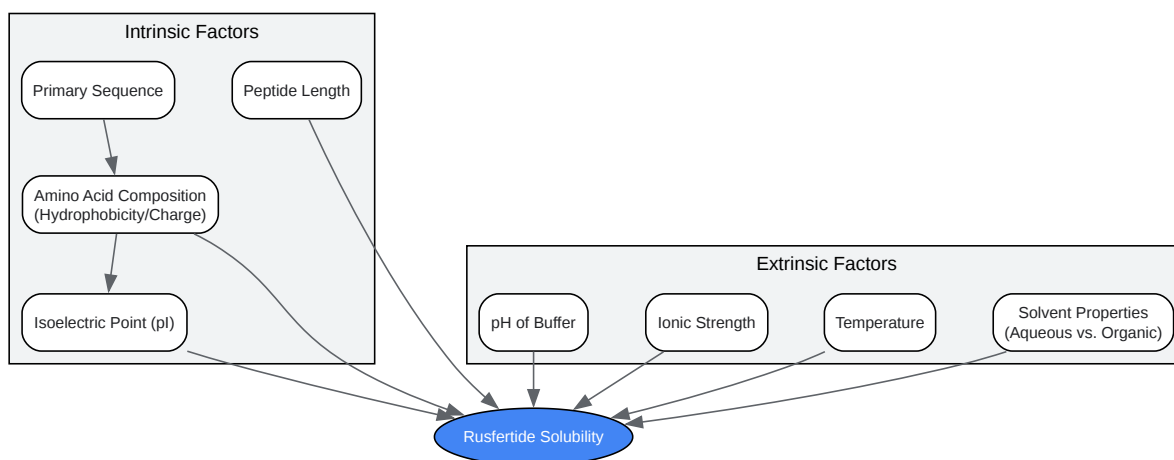 Intrinsic Factors
Primary Sequence
Peptide Length
Amino Acid Composition
(Hydrophobicity/Charge)
Isoelectric Point (pI)
Extrinsic Factors
pH of Buffer
Ionic Strength
Temperature
Solvent Properties
(Aqueous vs. Organic)
Rusfertide Solubility